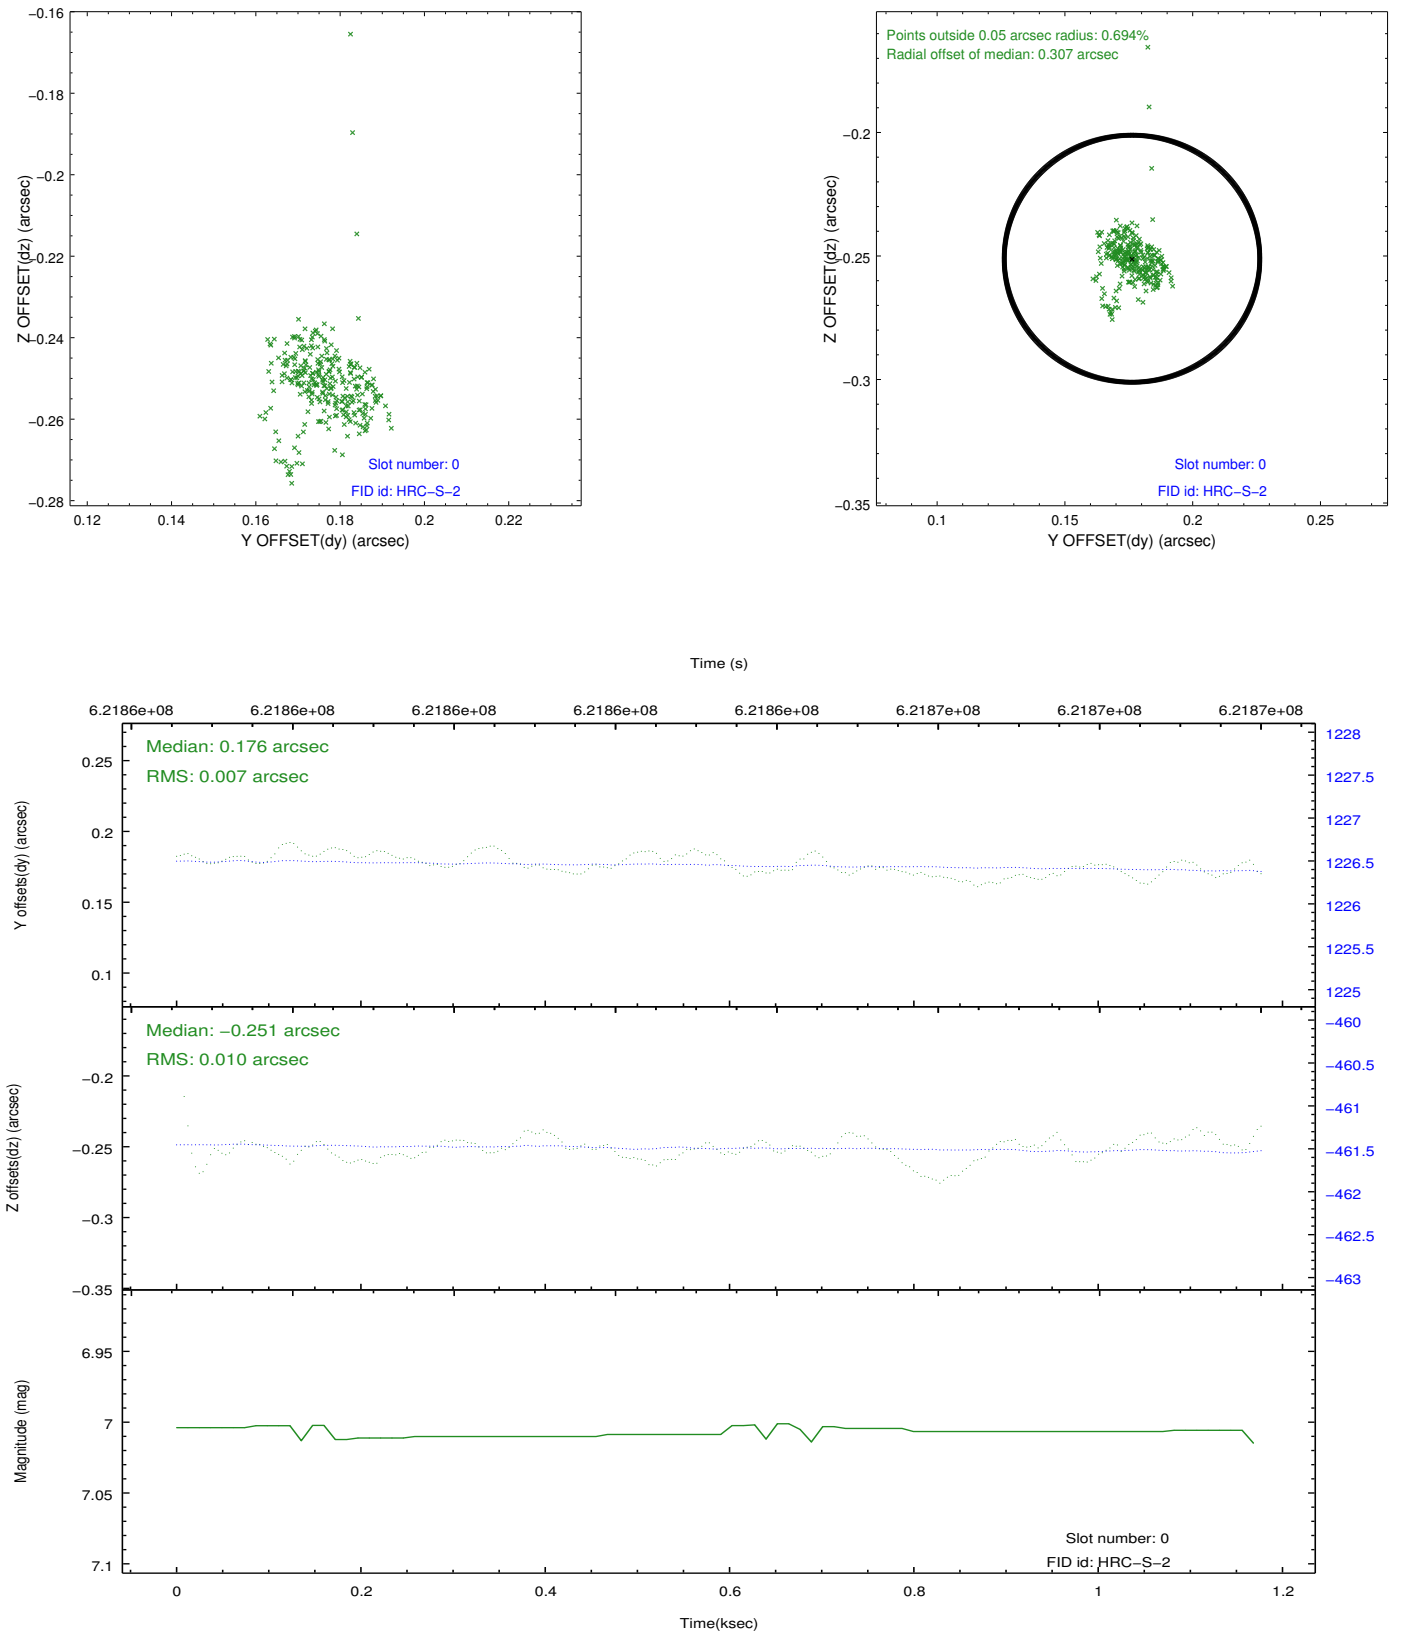 −0.16
−0.18
−0.2
−0.22
−0.24
−0.26
−0.28
Z OFFSET(dz) (arcsec)
Slot number: 0
FID id: HRC−S−2
0.12 0.14 0.16 0.18 0.2 0.22
Y OFFSET(dy) (arcsec)
Points outside 0.05 arcsec radius: 0.694%
Radial offset of median: 0.307 arcsec
−0.2
−0.25
−0.3
−0.35
Z OFFSET(dz) (arcsec)
Slot number: 0
FID id: HRC−S−2
0.1 0.15 0.2 0.25
Y OFFSET(dy) (arcsec)
Time (s)
6.2186e+08 6.2186e+08 6.2186e+08 6.2186e+08 6.2186e+08 6.2187e+08 6.2187e+08 6.2187e+08
Median: 0.176 arcsec
RMS: 0.007 arcsec
0.25
0.2
0.15
0.1
Y offsets(dy) (arcsec)
1228
1227.5
1227
1226.5
1226
1225.5
1225
Median: −0.251 arcsec
RMS: 0.010 arcsec
−0.2
−0.25
−0.3
−0.35
Z offsets(dz) (arcsec)
−460
−460.5
−461
−461.5
−462
−462.5
−463
6.95
7
7.05
7.1
Magnitude (mag)
Slot number: 0
FID id: HRC−S−2
0 0.2 0.4 0.6 0.8 1 1.2
Time(ksec)